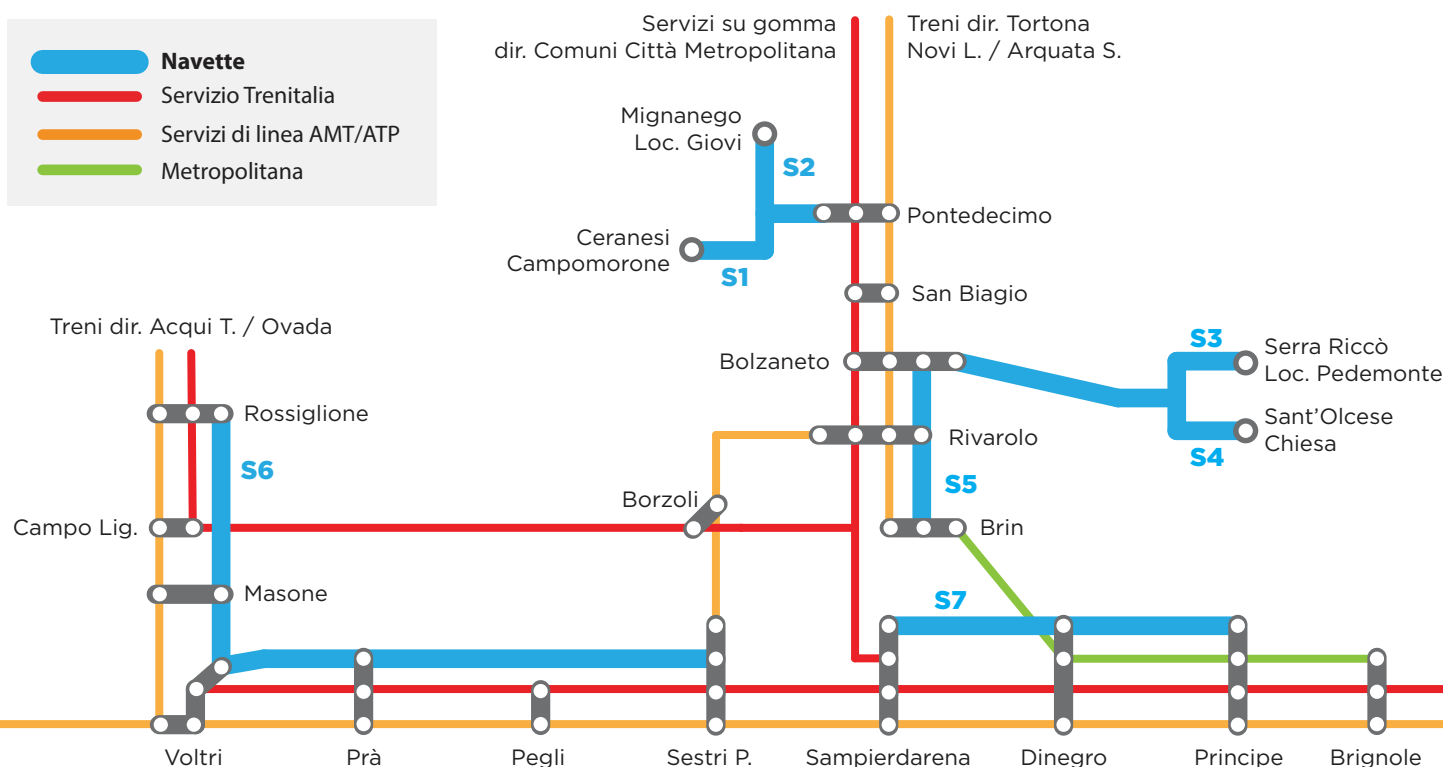 Navette
Servizio Trenitalia
Servizi di linea AMT/ATP
Metropolitana
Servizi su gomma
dir. Comuni Città Metropolitana
Treni dir. Tortona
Novi L. / Arquata S.
Mignanego
Loc. Giovi
S2
Pontedecimo
Ceranesi
Campomorone
S1
San Biagio
Treni dir. Acqui T. / Ovada
Bolzaneto
S3
Serra Riccò
Loc. Pedemonte
Sant'Olcese
Chiesa
S4
Rossiglione
Rivarolo
S6
S5
Borzoli
Campo Lig.
Brin
Masone
S7
Voltri
Prà
Pegli
Sestri P.
Sampierdarena
Dinegro
Principe
Brignole